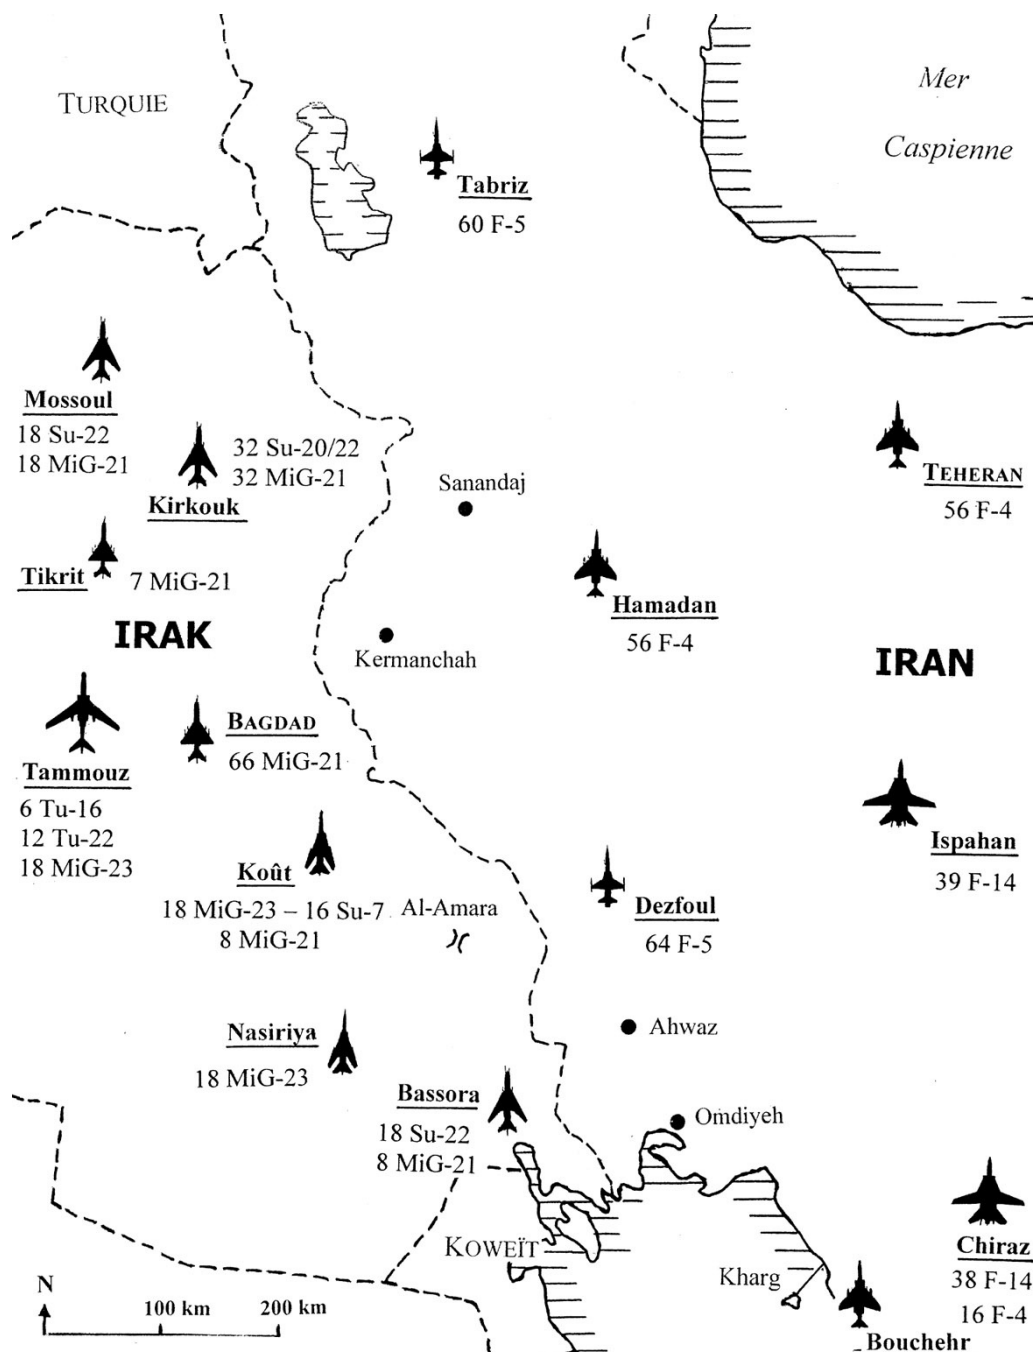 TURQUIE
Mer
Caspienne
Tabriz
60 F-5
Mossoul
18 Su-22
18 MiG-21
32 Su-20/22
32 MiG-21
Kirkouk
Sanandaj
TEHERAN
56 F-4
Tikrit
7 MiG-21
Hamadan
56 F-4
IRAK
Kermanchah
IRAN
BAGDAD
66 MiG-21
Tammouz
6 Tu-16
12 Tu-22
18 MiG-23
Ispahan
39 F-14
Koût
18 MiG-23 – 16 Su-7
8 MiG-21
Al-Amara
Dezfoul
64 F-5
Nasiriya
18 MiG-23
Ahwaz
Bassora
18 Su-22
8 MiG-21
Omdiyeh
KOWEÏT
Kharg
Chiraz
38 F-14
16 F-4
N
100 km
200 km
Bouchehr